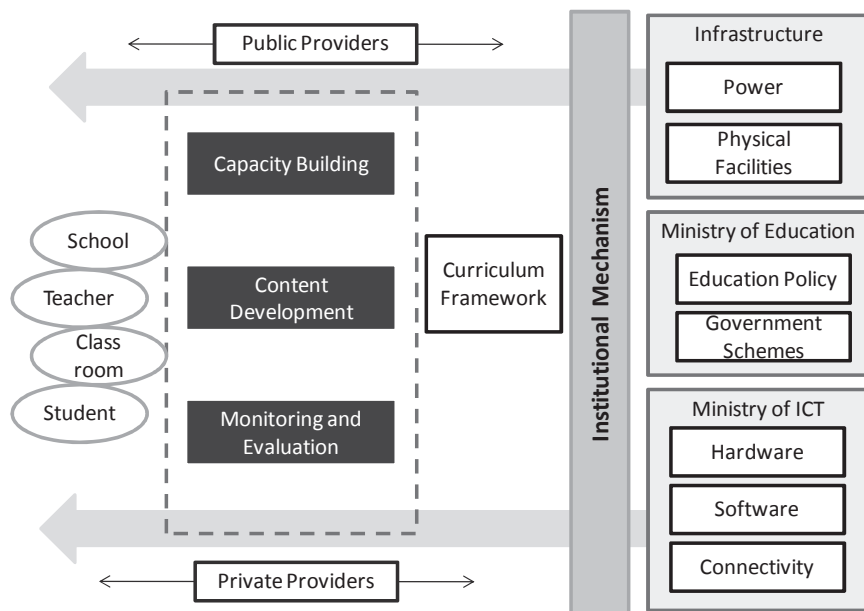 Public Providers
Capacity Building
School
Teacher
Class
room
Student
Content
Development
Monitoring and
Evaluation
Curriculum
Framework
Private Providers
Institutional Mechanism
Infrastructure
Power
Physical
Facilities
Ministry of Education
Education Policy
Government
Schemes
Ministry of ICT
Hardware
Software
Connectivity